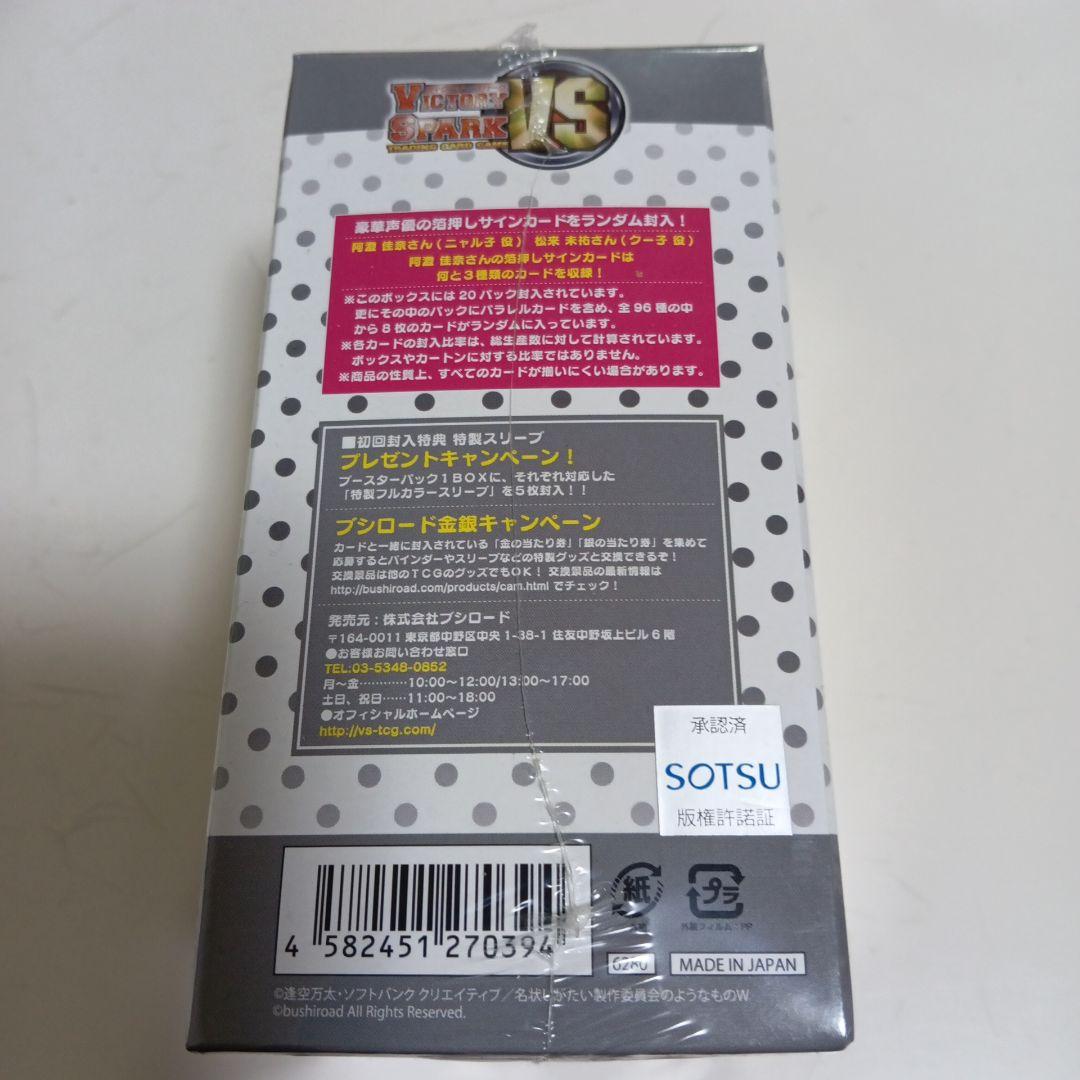 VICTORY
SPARK
TRADING CARD GAME
VS
豪華声優の箔押しサインカードをランダム封入！
阿澄 佳奈さん(ニャル子 役) 松来 未祐さん(クー子 役)
阿澄 佳奈さんの箔押しサインカードは
何と3種類のカードを収録！
※このボックスには20パック封入されています。
更にその中のパックにパラレルカードを含め、全96種の中
から8枚のカードがランダムに入っています。
※各カードの封入比率は、総生産数に対して計算されています。
ボックスやカートンに対する比率ではありません。
※商品の性質上、すべてのカードが揃いにくい場合があります。
■初回封入特典 特製スリーブ
プレゼントキャンペーン！
ブースターパック1BOXに、それぞれ対応した
「特製フルカラースリーブ」を5枚封入！！
ブシロード金銀キャンペーン
カードと一緒に封入されている「金の当たり券」「銀の当たり券」を集めて
応募するとバインダーやスリーブなどの特製グッズと交換できるぞ！
交換景品は他のTCGのグッズでもOK！ 交換景品の最新情報は
http://bushiroad.com/products/cam.html でチェック！
発売元：株式会社ブシロード
〒164-0011 東京都中野区中央1-38-1 住友中野坂上ビル6階
●お客様お問い合わせ窓口
TEL:03-5348-0852
月～金…………10:00～12:00/13:00～17:00
土日、祝日……11:00～18:00
●オフィシャルホームページ
http://vs-tcg.com/
承認済
SOTSU
版権許諾証
4 582451 270394
紙
プラ
外装フィルム：PP
6280
MADE IN JAPAN
©逢空万太・ソフトバンク クリエイティブ／名状しがたい製作委員会のようなものW
©bushiroad All Rights Reserved.